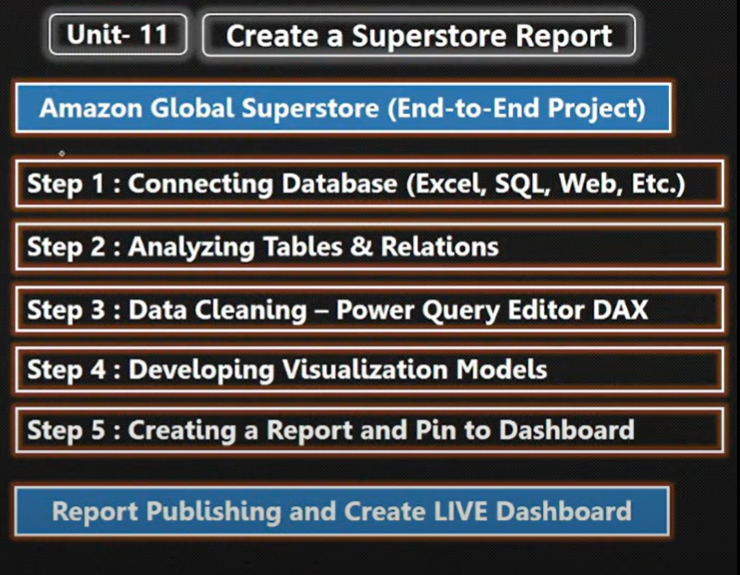 Unit- 11
Create a Superstore Report
Amazon Global Superstore (End-to-End Project)
Step 1 : Connecting Database (Excel, SQL, Web, Etc.)
Step 2 : Analyzing Tables & Relations
Step 3 : Data Cleaning – Power Query Editor DAX
Step 4 : Developing Visualization Models
Step 5 : Creating a Report and Pin to Dashboard
Report Publishing and Create LIVE Dashboard